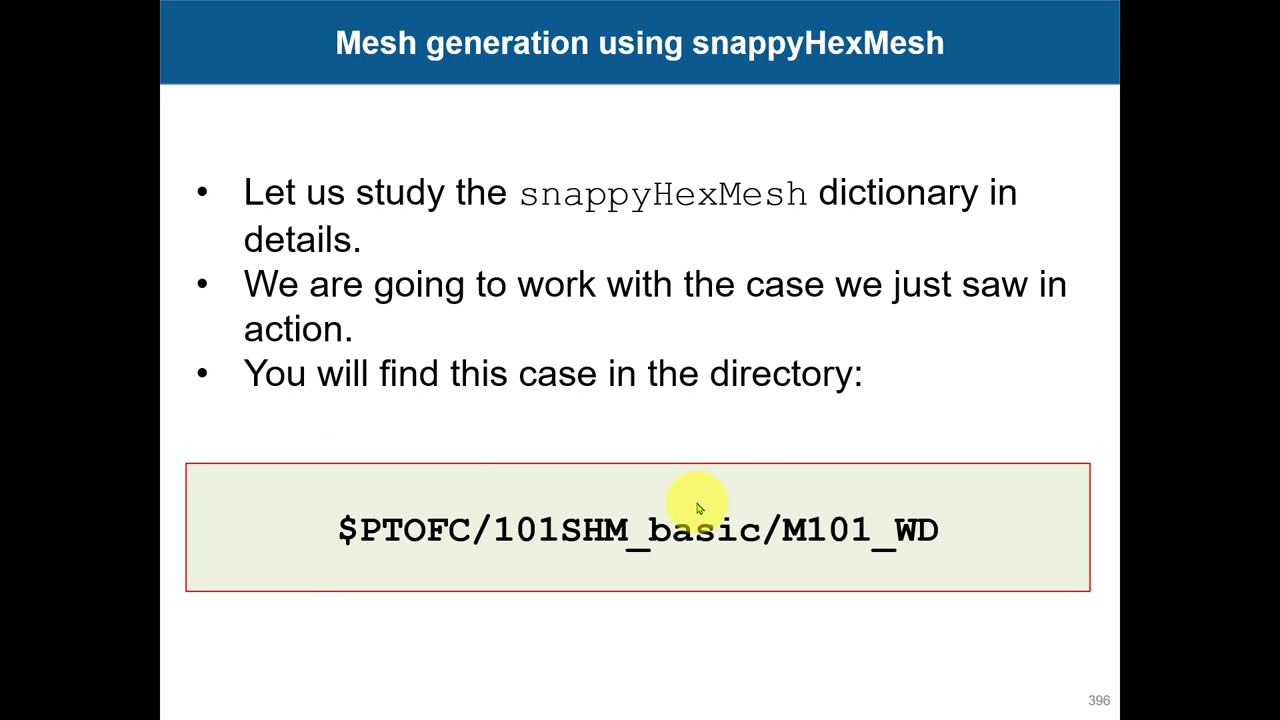 Mesh generation using snappyHexMesh
• Let us study the snappyHexMesh dictionary in
details.
• We are going to work with the case we just saw in
action.
• You will find this case in the directory:
$PTOFC/101SHM_basic/M101_WD
396